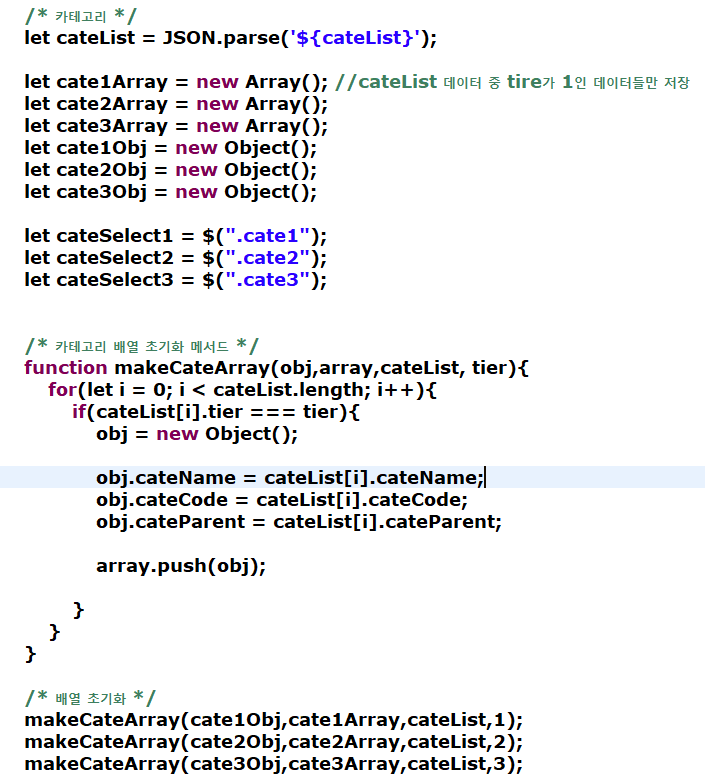 /* 카테고리 */
let cateList = JSON.parse('${cateList}');
let cate1Array = new Array(); //cateList 데이터 중 tire가 1인 데이터들만 저장
let cate2Array = new Array();
let cate3Array = new Array();
let cate1Obj = new Object();
let cate2Obj = new Object();
let cate3Obj = new Object();
let cateSelect1 = $(".cate1");
let cateSelect2 = $(".cate2");
let cateSelect3 = $(".cate3");
/* 카테고리 배열 초기화 메서드 */
function makeCateArray(obj,array,cateList, tier){
for(let i = 0; i < cateList.length; i++){
if(cateList[i].tier === tier){
obj = new Object();
obj.cateName = cateList[i].cateName;
obj.cateCode = cateList[i].cateCode;
obj.cateParent = cateList[i].cateParent;
array.push(obj);
}
}
}
/* 배열 초기화 */
makeCateArray(cate1Obj,cate1Array,cateList,1);
makeCateArray(cate2Obj,cate2Array,cateList,2);
makeCateArray(cate3Obj,cate3Array,cateList,3);